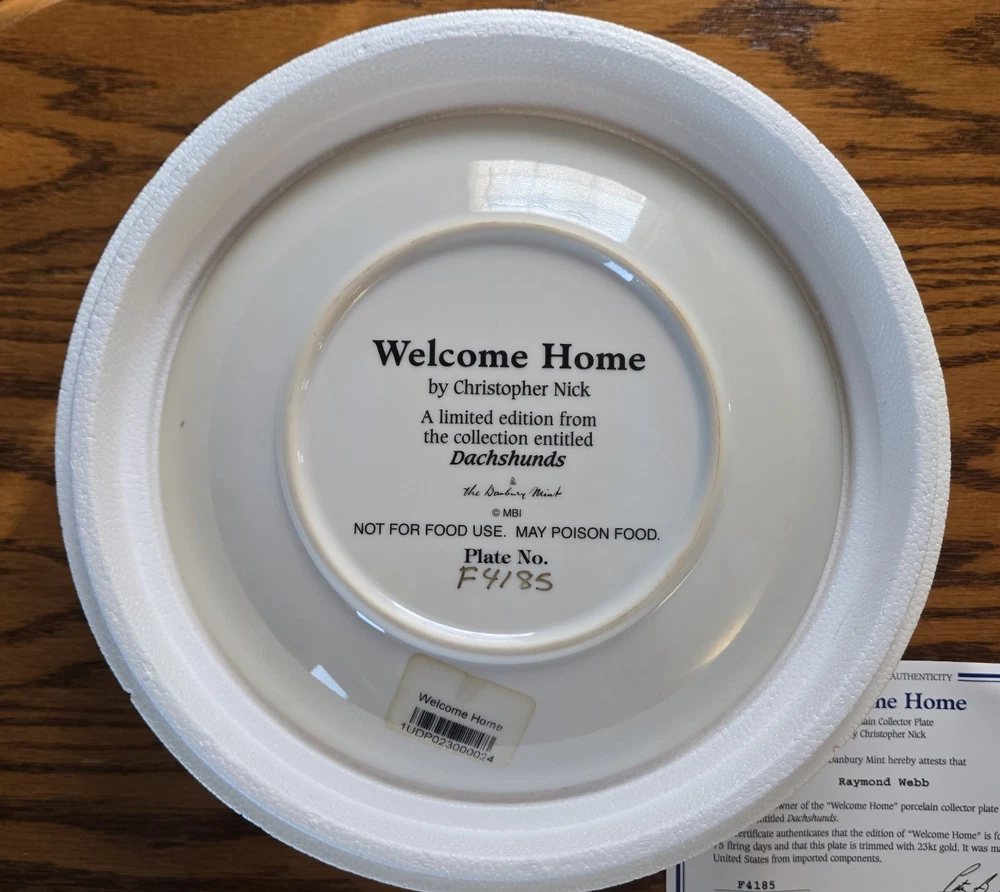 Welcome Home
by Christopher Nick
A limited edition from
the collection entitled
Dachshunds
the Danbury Mint
© MBI
NOT FOR FOOD USE. MAY POISON FOOD.
Plate No.
F4185
Welcome Home
1UDP023000024
AUTHENTICITY
me Home
Collector Plate
Christopher Nick
Danbury Mint hereby attests that
Raymond Webb
owner of the "Welcome Home" porcelain collector plate
entitled Dachshunds.
certificate authenticates that the edition of "Welcome Home" is
75 firing days and that this plate is trimmed with 23kt gold. It was
United States from imported components.
F4185